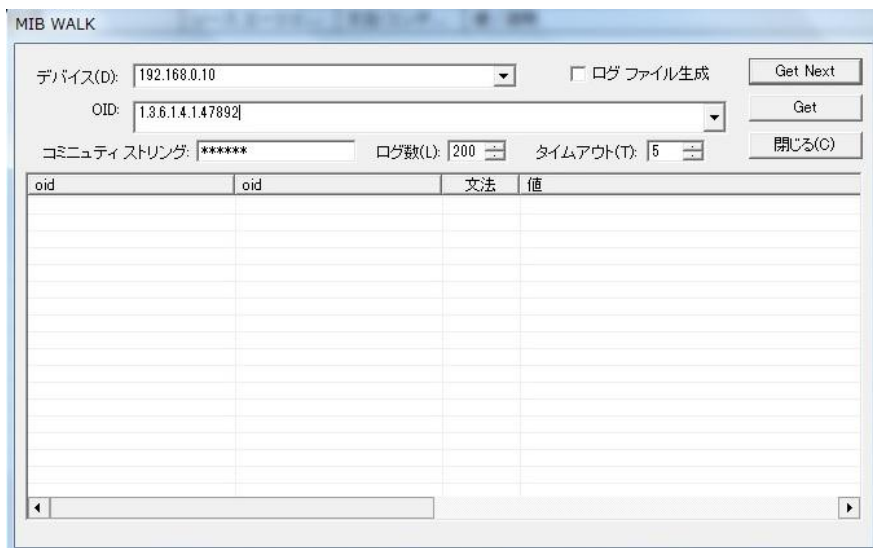 MIB WALK
デバイス(D): 192.168.0.10 ログ ファイル生成 Get Next
OID: 1.3.6.1.4.1.47892 Get
コミュニティ ストリング: ****** ログ数(L): 200 タイムアウト(T): 5 閉じる(C)
oid oid 文法 値